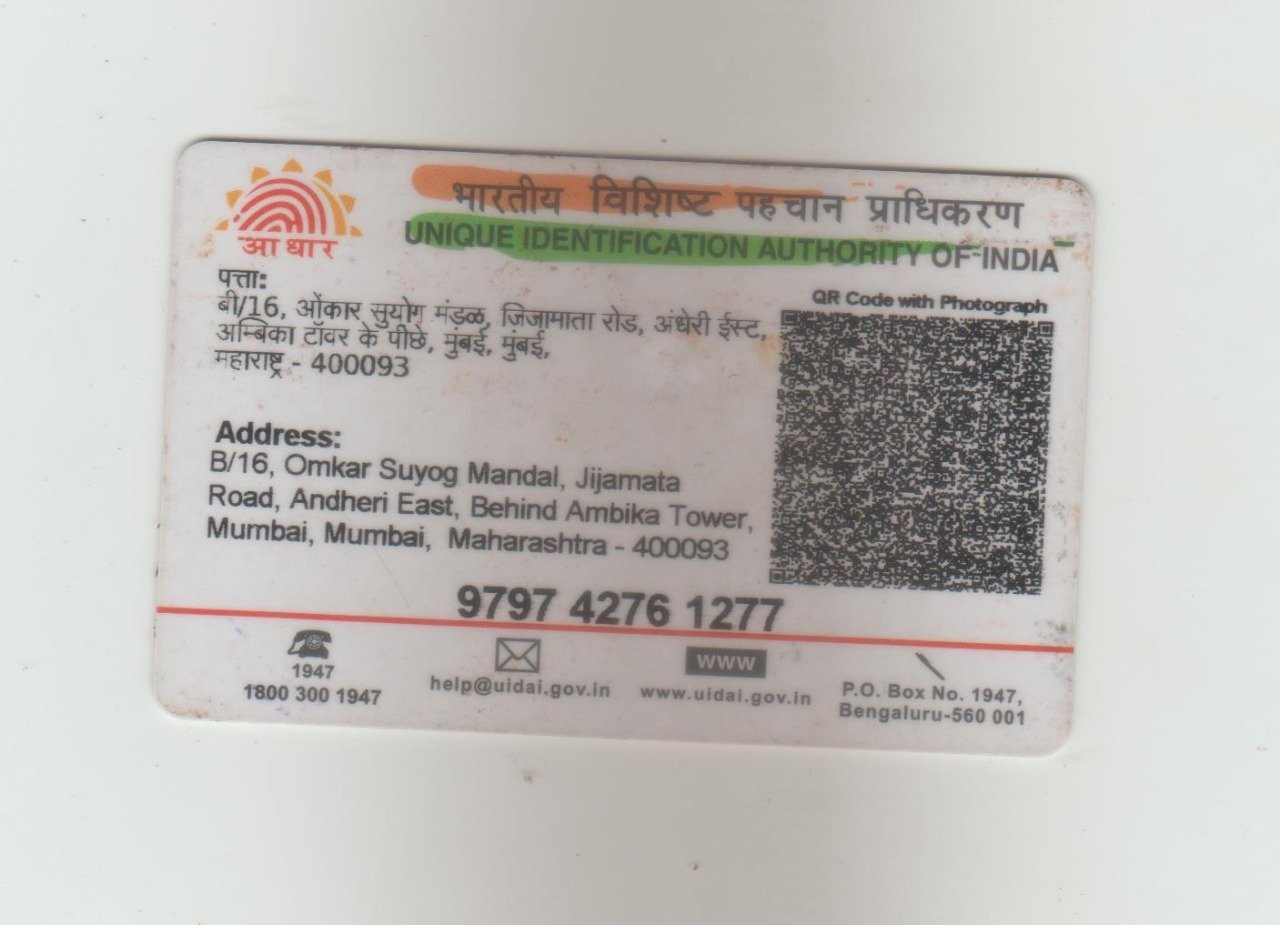 आधार
भारतीय विशिष्ट पहचान प्राधिकरण
UNIQUE IDENTIFICATION AUTHORITY OF INDIA
पत्ता:
बी/16, ओंकार सुयोग मंडळ, जिजामाता रोड, अंधेरी ईस्ट,
अम्बिका टॉवर के पीछे, मुंबई, मुंबई,
महाराष्ट्र - 400093
QR Code with Photograph
Address:
B/16, Omkar Suyog Mandal, Jijamata
Road, Andheri East, Behind Ambika Tower,
Mumbai, Mumbai, Maharashtra - 400093
9797 4276 1277
1947
1800 300 1947
help@uidai.gov.in
www
www.uidai.gov.in
P.O. Box No. 1947,
Bengaluru-560 001